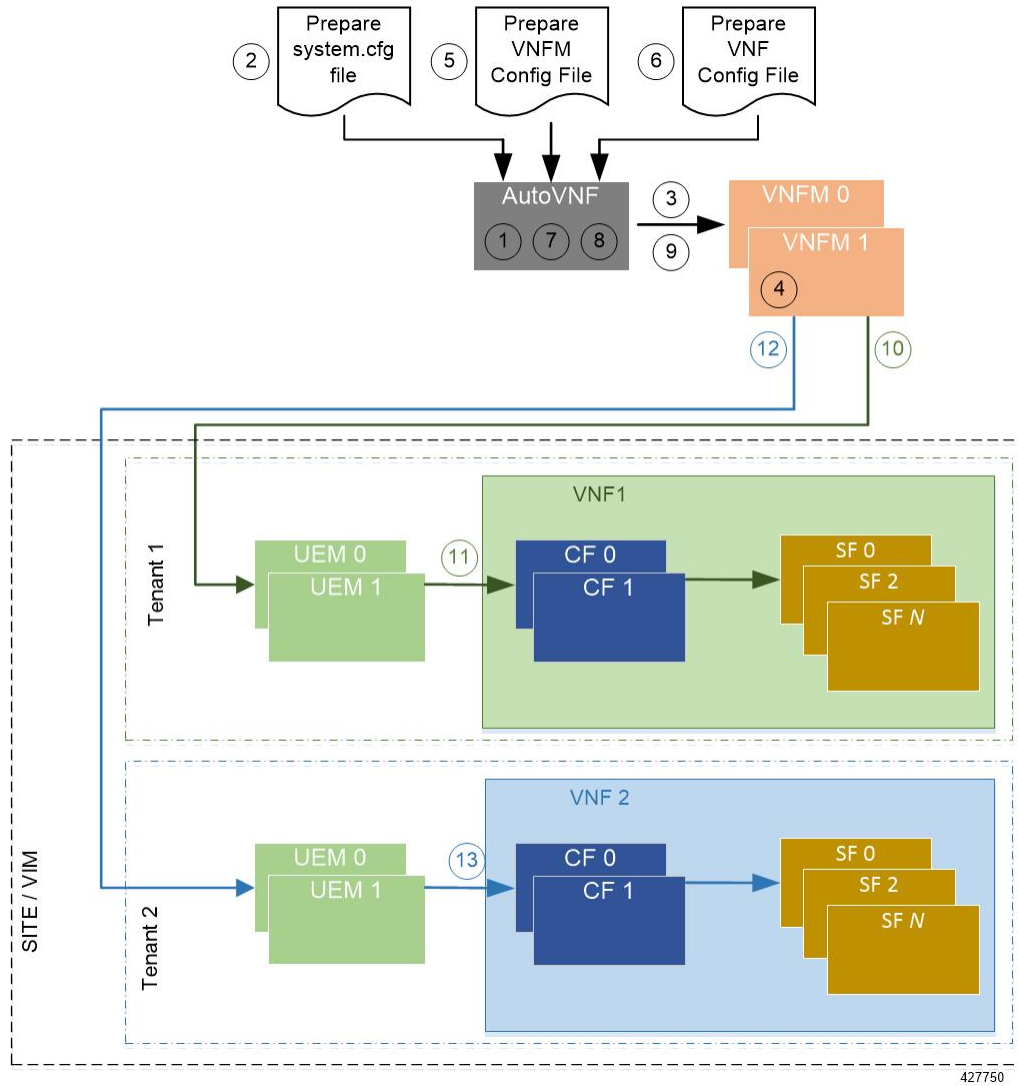 Prepare
system.cfg
file
2
Prepare
VNFM
Config File
5
Prepare
VNF
Config File
6
AutoVNF
1
7
8
3
9
VNFM 0
VNFM 1
4
12
10
SITE / VIM
Tenant 1
VNF1
UEM 0
UEM 1
11
CF 0
CF 1
SF 0
SF 2
SF N
Tenant 2
VNF 2
UEM 0
UEM 1
13
CF 0
CF 1
SF 0
SF 2
SF N
427750